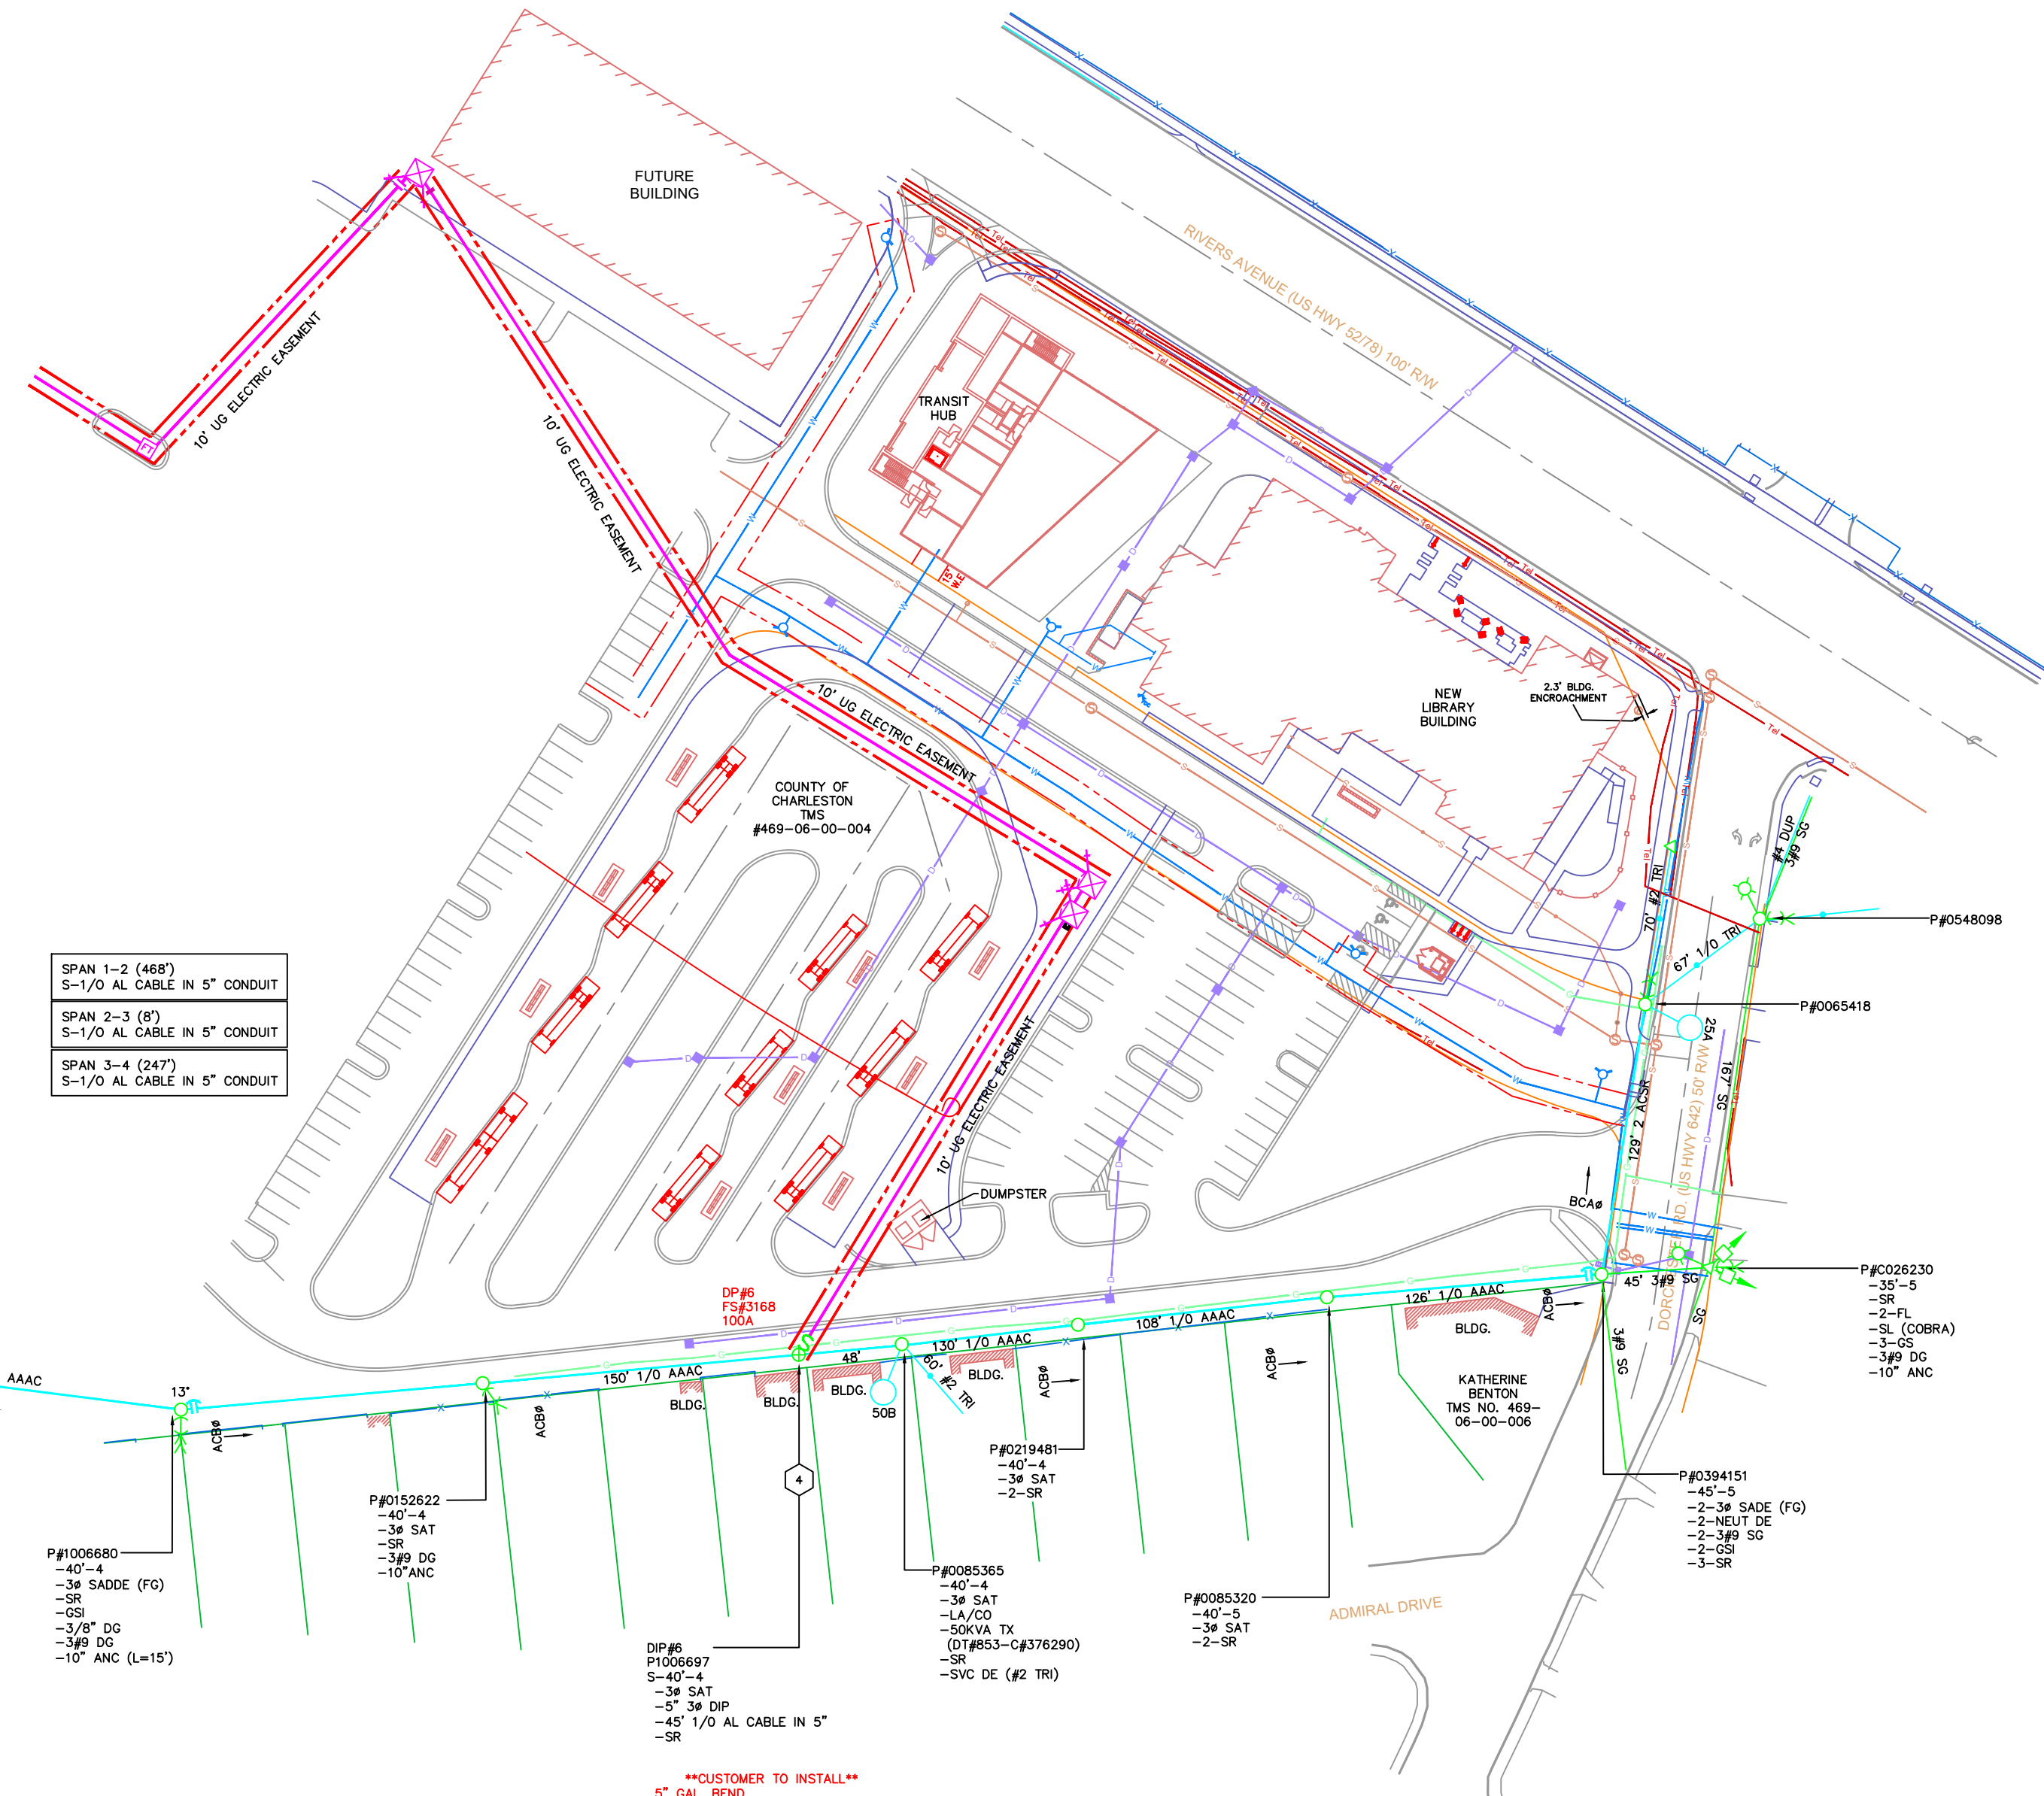 FUTURE
BUILDING
RIVERS AVENUE (US HWY 52/78) 100' R/W
10' UG ELECTRIC EASEMENT
10' UG ELECTRIC EASEMENT
TRANSIT
HUB
15'
W.E.
FT
2.3' BLDG.
ENCROACHMENT
NEW
LIBRARY
BUILDING
10' UG ELECTRIC EASEMENT
COUNTY OF
CHARLESTON
TMS
#469-06-00-004
#4 DUP
3#9 SG
70' #2 TRI
67' 1/0 TRI
P#0548098
P#0065418
25A
SPAN 1-2 (468')
S-1/0 AL CABLE IN 5" CONDUIT
SPAN 2-3 (8')
S-1/0 AL CABLE IN 5" CONDUIT
SPAN 3-4 (247')
S-1/0 AL CABLE IN 5" CONDUIT
10' UG ELECTRIC EASEMENT
129' 2 ACSR
167' SG
DORCHESTER RD. (US HWY 642) 50' R/W
BCAø
DUMPSTER
45' 3#9 SG
SG
P#C026230
-35'-5
-SR
-2-FL
-SL (COBRA)
-3-GS
-3#9 DG
-10" ANC
DP#6
FS#3168
100A
AAAC
13°
150' 1/0 AAAC
48'
130' 1/0 AAAC
108' 1/0 AAAC
126' 1/0 AAAC
60' #2 TRI
50B
BLDG.
BLDG.
BLDG.
BLDG.
BLDG.
ACBø
ACBø
ACBø
ACBø
ACBø
3#9 SG
KATHERINE
BENTON
TMS NO. 469-
06-00-006
4
P#0219481
-40'-4
-3ø SAT
-2-SR
P#0394151
-45'-5
-2-3ø SADE (FG)
-2-NEUT DE
-2-3#9 SG
-2-GSI
-3-SR
P#0152622
-40'-4
-3ø SAT
-SR
-3#9 DG
-10"ANC
P#1006680
-40'-4
-3ø SADDE (FG)
-SR
-GSI
-3/8" DG
-3#9 DG
-10" ANC (L=15')
P#0085365
-40'-4
-3ø SAT
-LA/CO
-50KVA TX
(DT#853-C#376290)
-SR
-SVC DE (#2 TRI)
P#0085320
-40'-5
-3ø SAT
-2-SR
ADMIRAL DRIVE
DIP#6
P1006697
S-40'-4
-3ø SAT
-5" 3ø DIP
-45' 1/0 AL CABLE IN 5"
-SR
**CUSTOMER TO INSTALL**
5" GAL. BEND